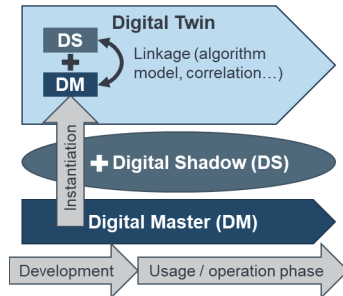 Digital Twin
DS
+
DM
Linkage (algorithm
model, correlation…)
Instantiation
+ Digital Shadow (DS)
Digital Master (DM)
Development
Usage / operation phase